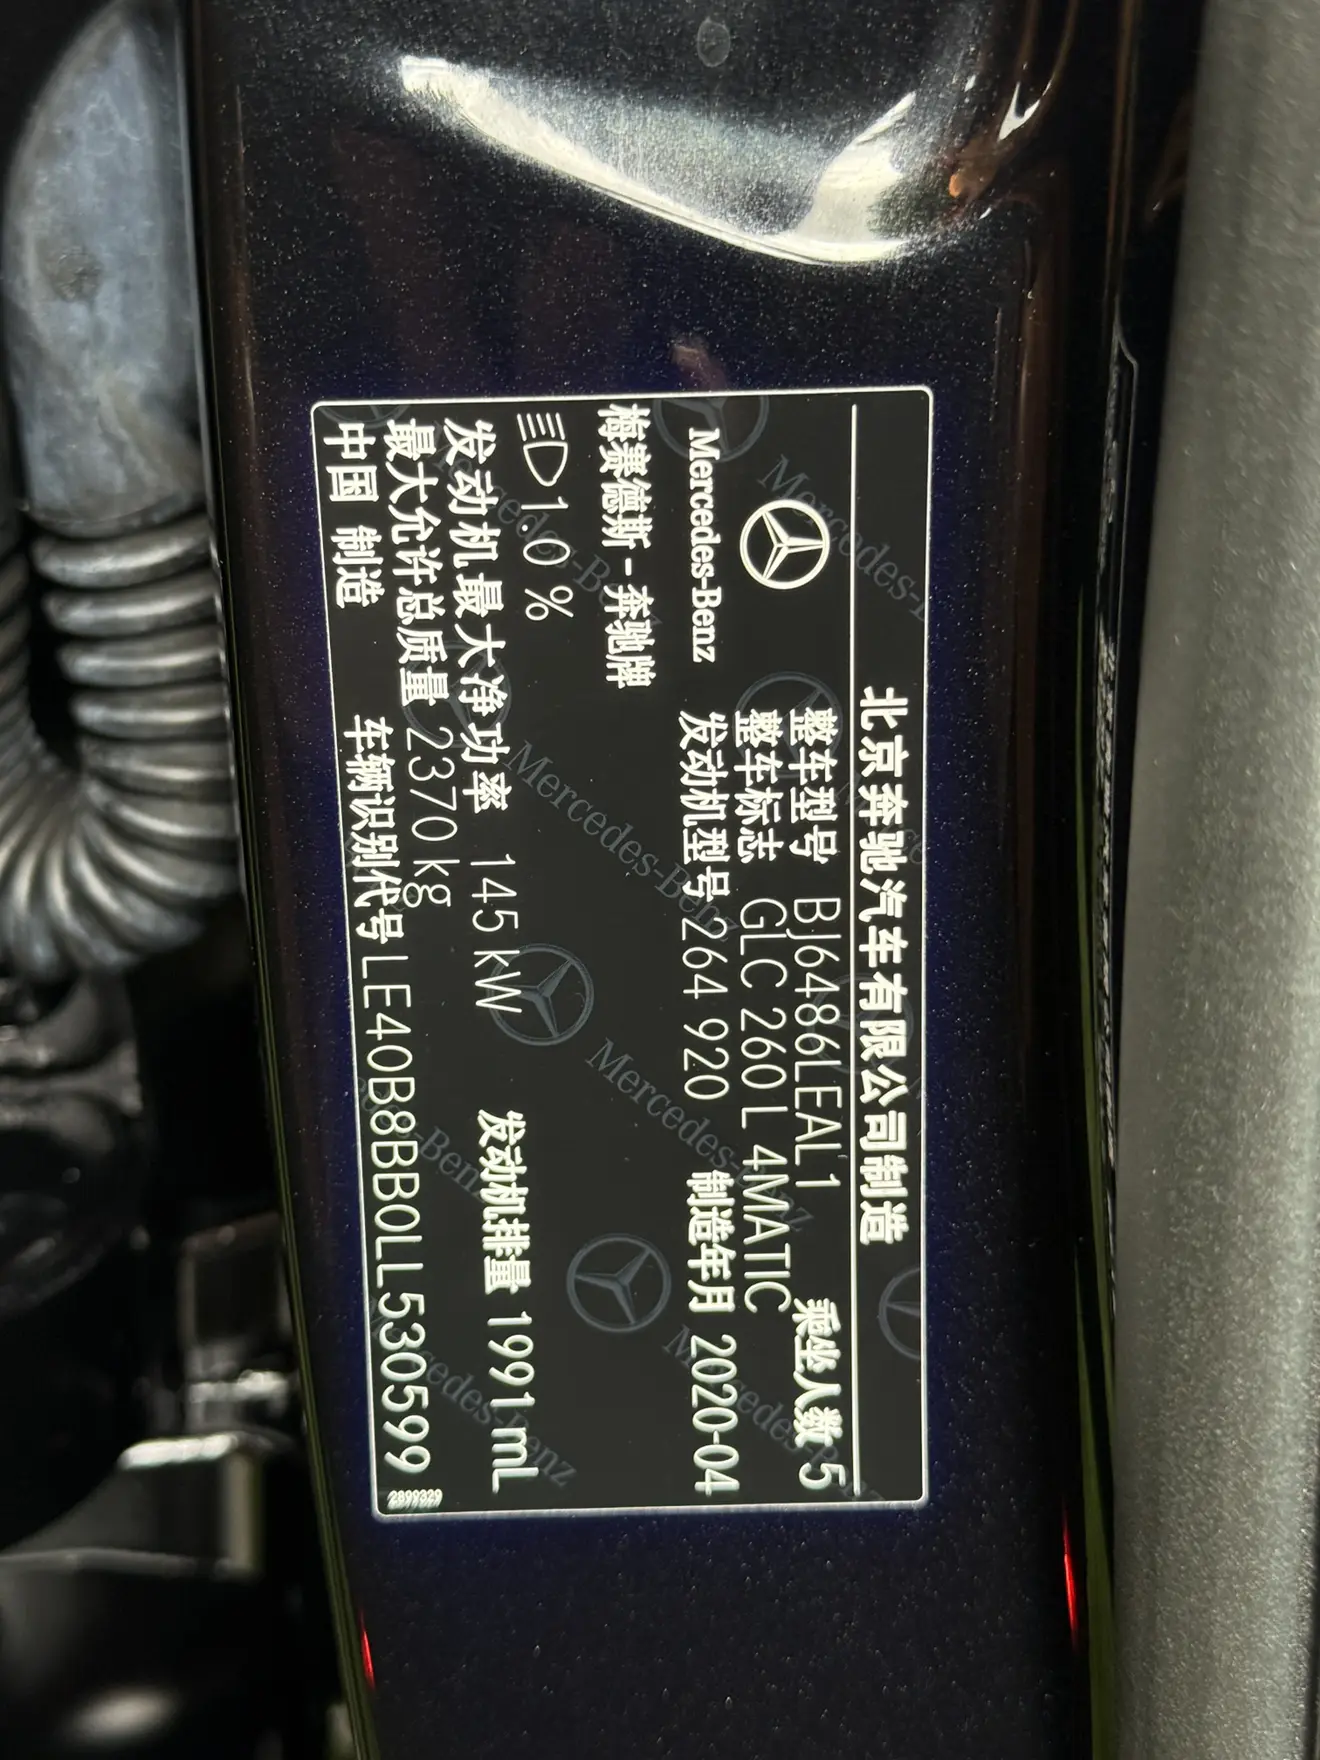 北京奔驰汽车有限公司制造
整车型号 BJ6486LEAL1 乘坐人数 5
整车标志 GLC 260 L 4MATIC
Mercedes-Benz 发动机型号 264 920 制造年月 2020-04
梅赛德斯-奔驰牌
1.0 %
发动机最大净功率 145 kW 发动机排量 1991 mL
最大允许总质量 2370 kg
中国 制造 车辆识别代号 LE40B8BB0LL530599
2899329